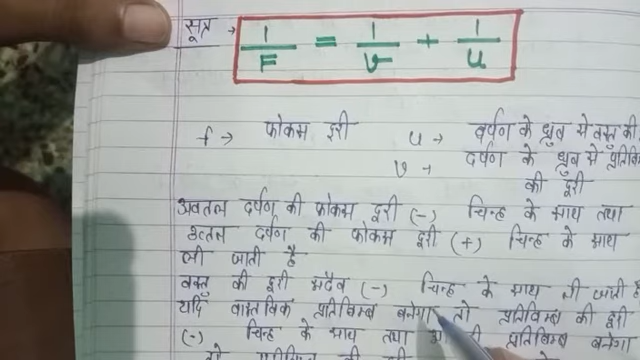 सूत्र → 1/F = 1/v + 1/u
f → फोकस दूरी u → दर्पण के ध्रुव से वस्तु की
v → दर्पण के ध्रुव से
की दूरी
अवतल दर्पण की फोकस दूरी (-) चिन्ह के साथ तथा
उत्तल दर्पण की फोकस दूरी (+) चिन्ह के साथ
ली जाती है
वस्तु की दूरी सदैव (-) चिन्ह के साथ ली जाती
यदि वास्तविक प्रतिबिम्ब बनेगा तो प्रतिबिम्ब की दूरी
(-) चिन्ह के साथ तथा प्रतिबिम्ब बनेगा